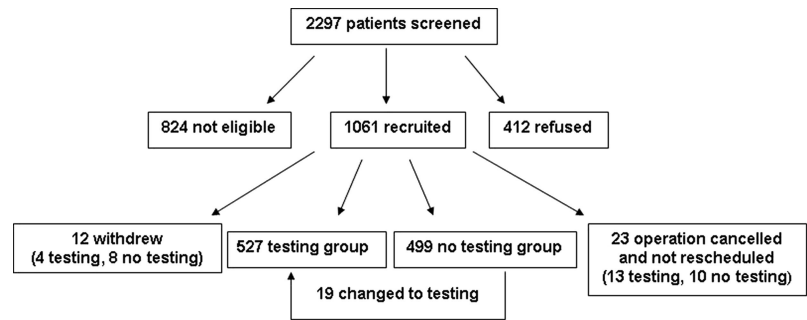 2297 patients screened
824 not eligible
1061 recruited
412 refused
12 withdrew
(4 testing, 8 no testing)
527 testing group
499 no testing group
23 operation cancelled
and not rescheduled
(13 testing, 10 no testing)
19 changed to testing